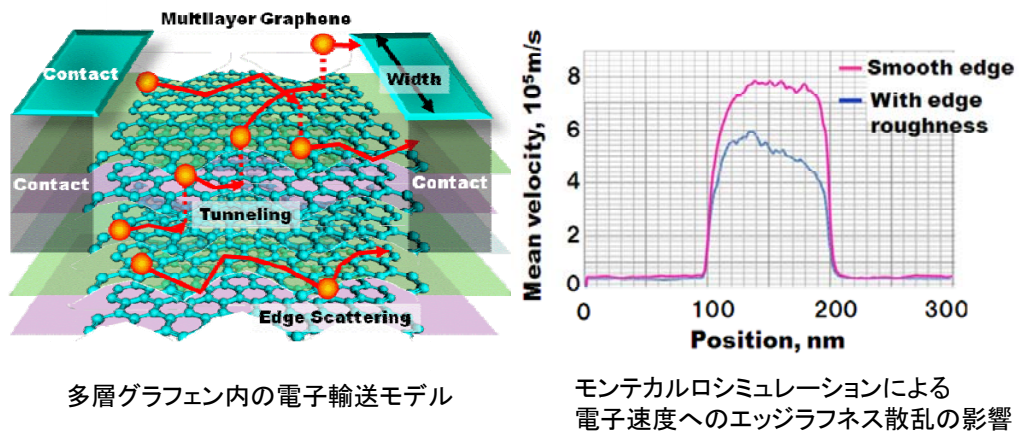 Multilayer Graphene
Contact
Width
Contact
Contact
Tunneling
Edge Scattering
多層グラフェン内の電子輸送モデル
Mean velocity, 10⁵m/s
8
6
4
2
0
Smooth edge
With edge
roughness
0
100
200
300
Position, nm
モンテカルロシミュレーションによる
電子速度へのエッジラフネス散乱の影響